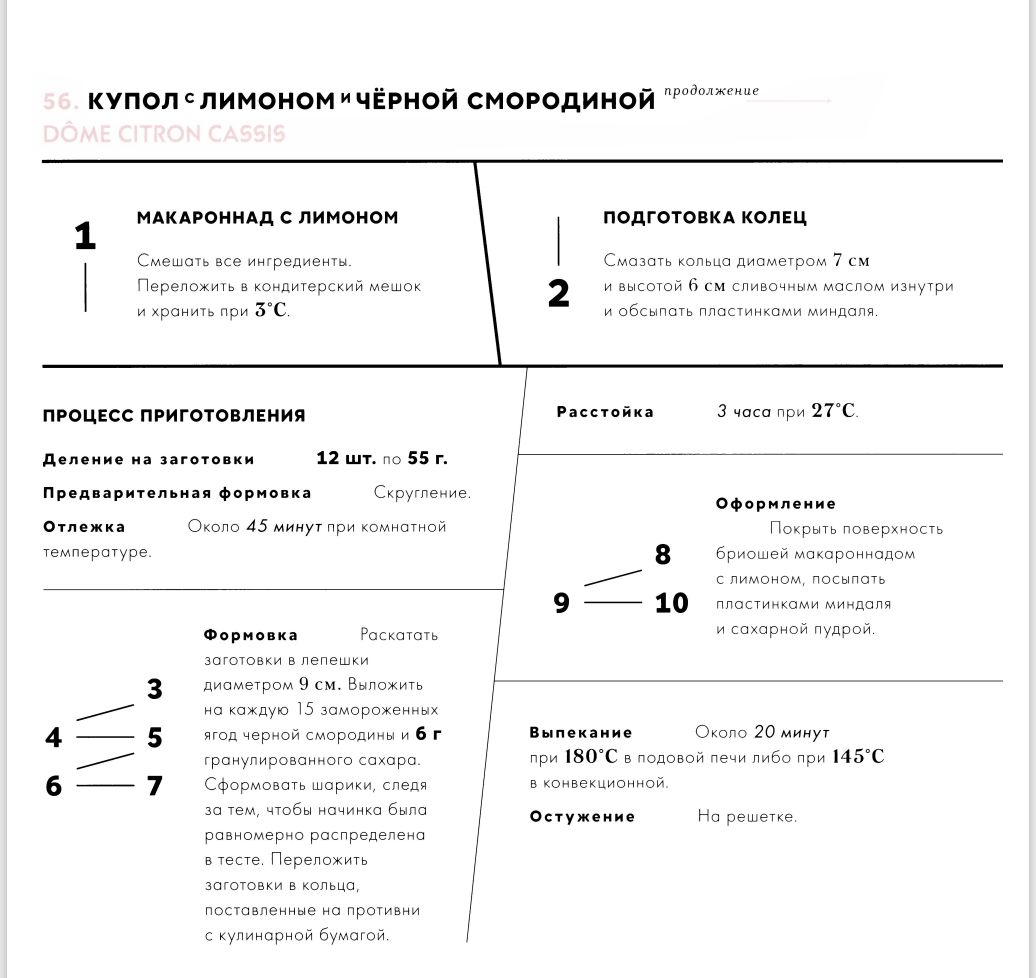 56. КУПОЛ С ЛИМОНОМ И ЧЁРНОЙ СМОРОДИНОЙ продолжение
DÔME CITRON CASSIS
1
МАКАРОННАД С ЛИМОНОМ
Смешать все ингредиенты.
Переложить в кондитерский мешок
и хранить при 3°C.
2
ПОДГОТОВКА КОЛЕЦ
Смазать кольца диаметром 7 см
и высотой 6 см сливочным маслом изнутри
и обсыпать пластинками миндаля.
ПРОЦЕСС ПРИГОТОВЛЕНИЯ
Деление на заготовки 12 шт. по 55 г.
Предварительная формовка Скругление.
Отлежка Около 45 минут при комнатной
температуре.
3
4 5
6 7
Формовка Раскатать
заготовки в лепешки
диаметром 9 см. Выложить
на каждую 15 замороженных
ягод черной смородины и 6 г
гранулированного сахара.
Сформовать шарики, следя
за тем, чтобы начинка была
равномерно распределена
в тесте. Переложить
заготовки в кольца,
поставленные на противни
с кулинарной бумагой.
Расстойка 3 часа при 27°C.
8
9 10
Оформление
Покрыть поверхность
бриошей макароннадом
с лимоном, посыпать
пластинками миндаля
и сахарной пудрой.
Выпекание Около 20 минут
при 180°C в подовой печи либо при 145°C
в конвекционной.
Остужение На решетке.